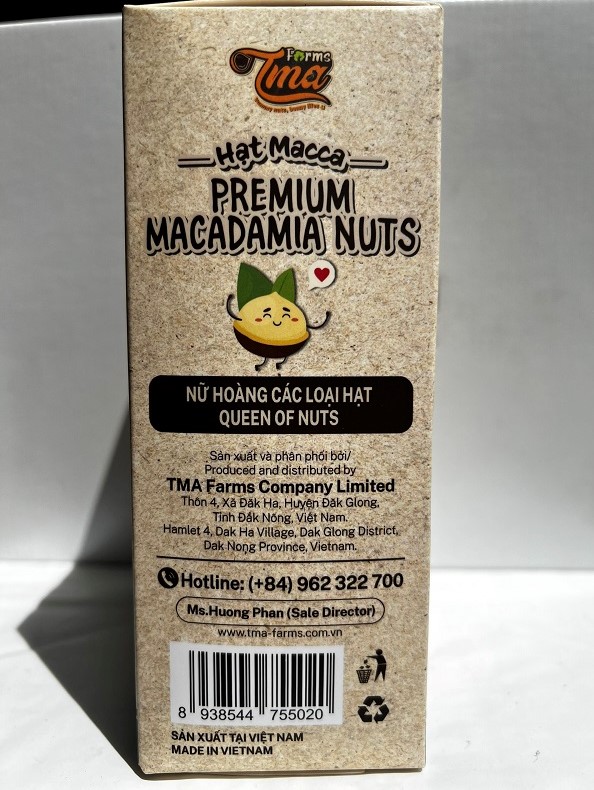 Farms
Tma
Hạt Macca
PREMIUM
MACADAMIA NUTS
NỮ HOÀNG CÁC LOẠI HẠT
QUEEN OF NUTS
Sản xuất và phân phối bởi/
Produced and distributed by
TMA Farms Company Limited
Thôn 4, Xã Đăk Ha, Huyện Đăk Glong,
Tỉnh Đắk Nông, Việt Nam.
Hamlet 4, Dak Ha Village, Dak Glong District,
Dak Nong Province, Vietnam.
Hotline: (+84) 962 322 700
Ms.Huong Phan (Sale Director)
www.tma-farms.com.vn
8 938544 755020
SẢN XUẤT TẠI VIỆT NAM
MADE IN VIETNAM